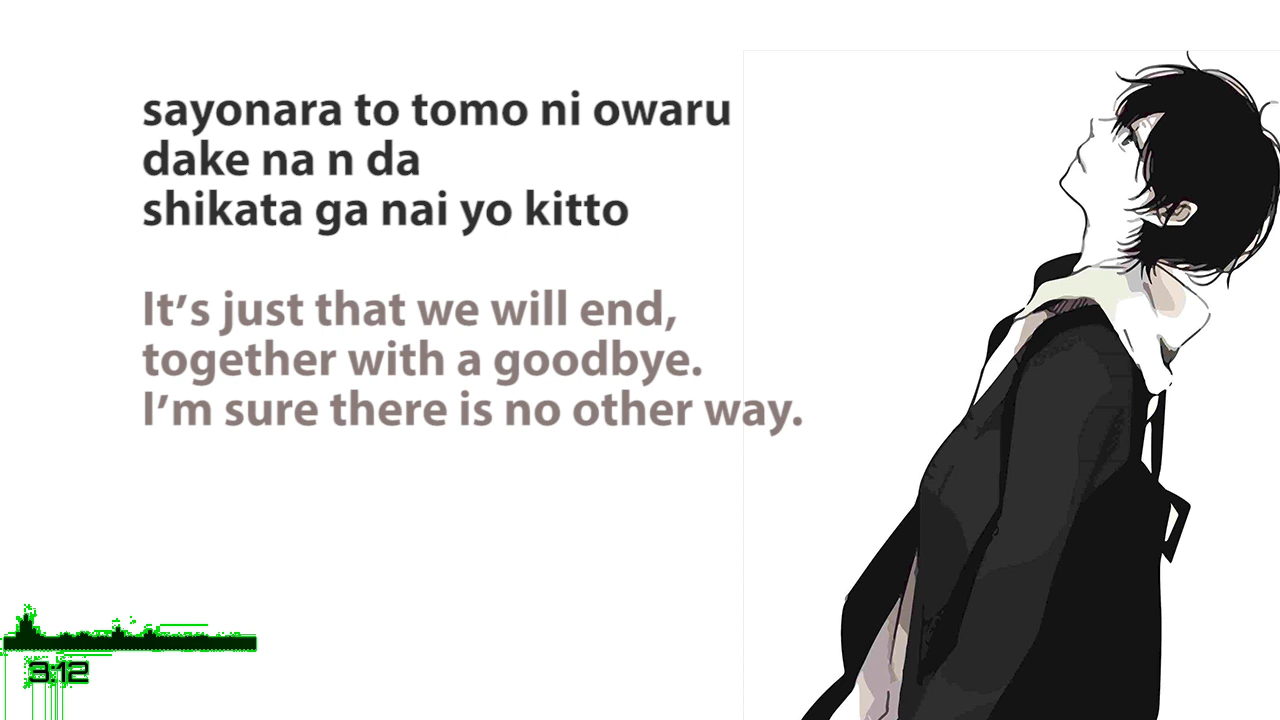 sayonara to tomo ni owaru
dake na n da
shikata ga nai yo kitto
It’s just that we will end,
together with a goodbye.
I’m sure there is no other way.
3:12